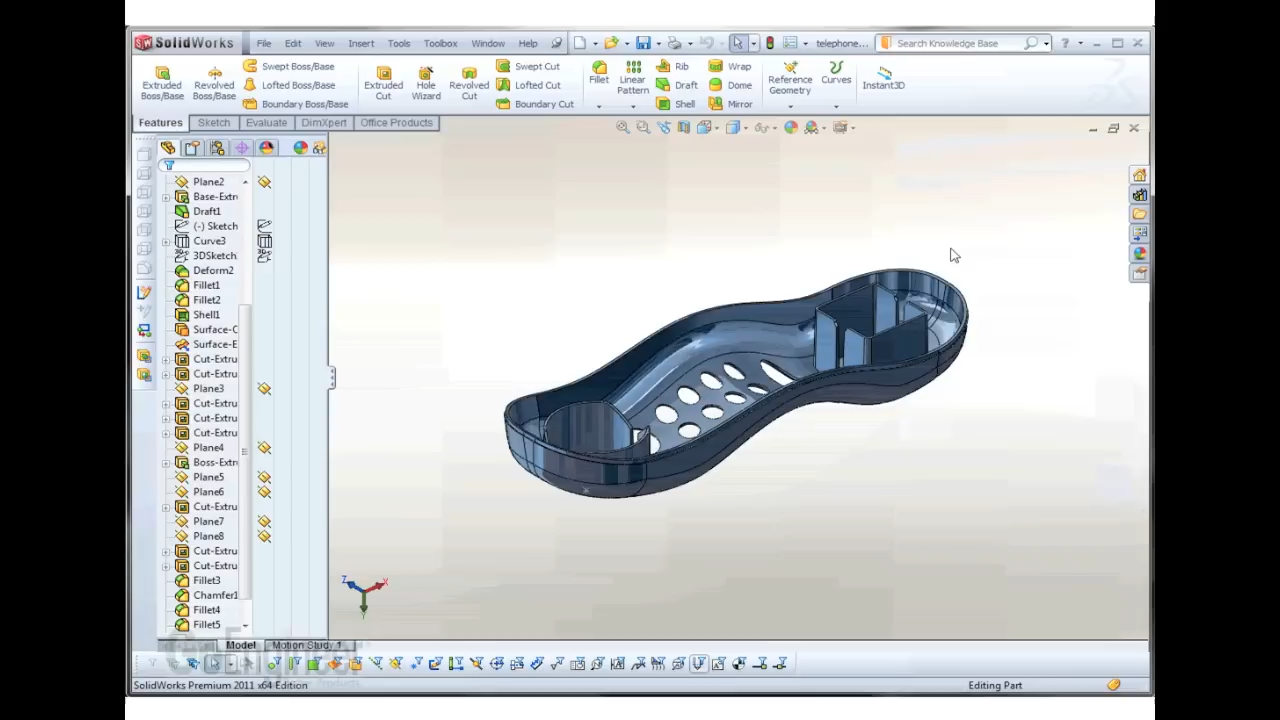 SolidWorks File Edit View Insert Tools Toolbox Window Help telephone... Search Knowledge Base ?
Extruded Boss/Base
Revolved Boss/Base
Swept Boss/Base
Lofted Boss/Base
Boundary Boss/Base
Extruded Cut
Hole Wizard
Revolved Cut
Swept Cut
Lofted Cut
Boundary Cut
Fillet
Linear Pattern
Rib
Draft
Shell
Wrap
Dome
Mirror
Reference Geometry
Curves
Instant3D
Features Sketch Evaluate DimXpert Office Products
Plane2
Base-Extru
Draft1
(-) Sketch
Curve3
3DSketch
Deform2
Fillet1
Fillet2
Shell1
Surface-O
Surface-E
Cut-Extru
Cut-Extru
Plane3
Cut-Extru
Cut-Extru
Cut-Extru
Plane4
Boss-Extru
Plane5
Plane6
Cut-Extru
Plane7
Plane8
Cut-Extru
Cut-Extru
Fillet3
Chamfer1
Fillet4
Fillet5
Z X Y
Model Motion Study 1
SolidWorks Premium 2011 x64 Edition Editing Part